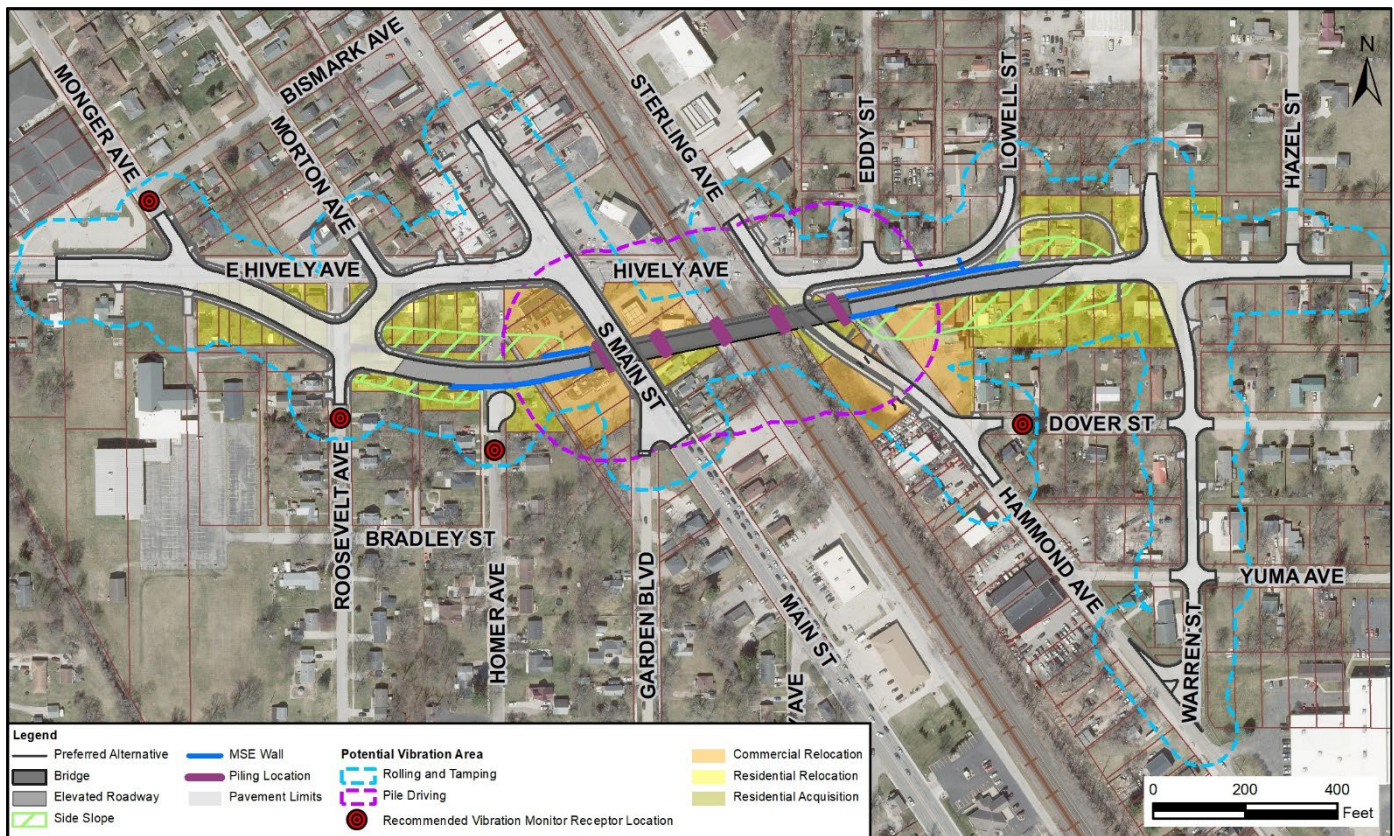 MONGER AVE
BISMARK AVE
MORTON AVE
STERLING AVE
EDDY ST
LOWELL ST
HAZEL ST
N
E HIVELY AVE
HIVELY AVE
S MAIN ST
DOVER ST
ROOSEVELT AVE
BRADLEY ST
HOMER AVE
GARDEN BLVD
MAIN ST
AVE
HAMMOND AVE
YUMA AVE
WARREN ST
Legend
Preferred Alternative
Bridge
Elevated Roadway
Side Slope
MSE Wall
Piling Location
Pavement Limits
Potential Vibration Area
Rolling and Tamping
Pile Driving
Recommended Vibration Monitor Receptor Location
Commercial Relocation
Residential Relocation
Residential Acquisition
0 200 400
Feet